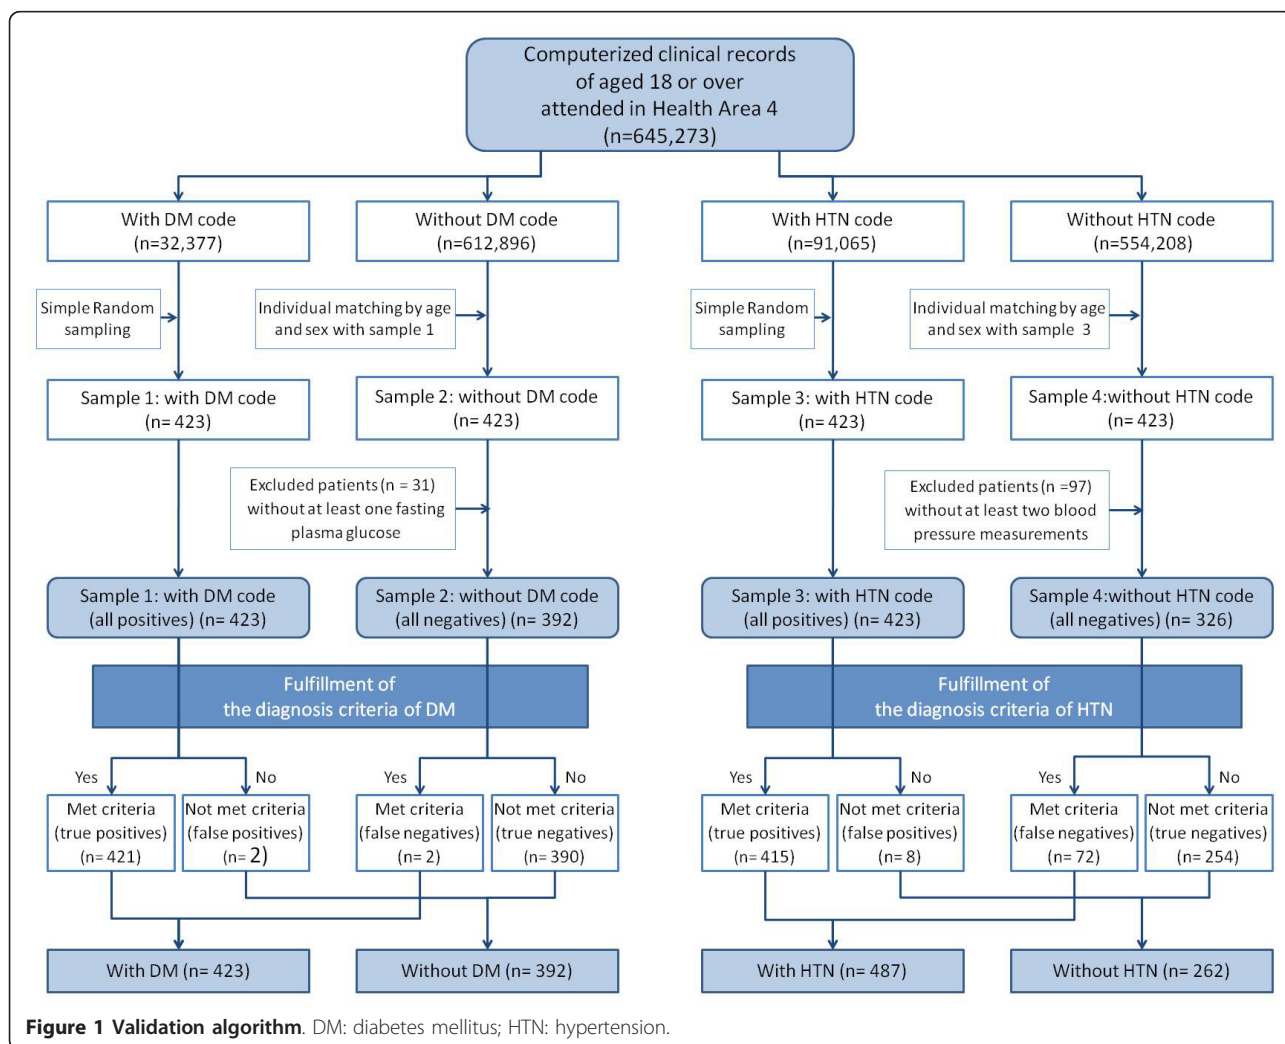 Computerized clinical records
of aged 18 or over
attended in Health Area 4
(n=645,273)
With DM code
(n=32,377)
Without DM code
(n=612,896)
With HTN code
(n=91,065)
Without HTN code
(n=554,208)
Simple Random
sampling
Individual matching by age
and sex with sample 1
Simple Random
sampling
Individual matching by age
and sex with sample 3
Sample 1: with DM code
(n= 423)
Sample 2: without DM code
(n= 423)
Sample 3: with HTN code
(n= 423)
Sample 4:without HTN code
(n= 423)
Excluded patients (n = 31)
without at least one fasting
plasma glucose
Excluded patients (n =97)
without at least two blood
pressure measurements
Sample 1: with DM code
(all positives) (n= 423)
Sample 2: without DM code
(all negatives) (n= 392)
Sample 3: with HTN code
(all positives) (n= 423)
Sample 4:without HTN code
(all negatives) (n= 326)
Fulfillment of
the diagnosis criteria of DM
Fulfillment of
the diagnosis criteria of HTN
Yes
No
Yes
No
Yes
No
Yes
No
Met criteria
(true positives)
(n= 421)
Not met criteria
(false positives)
(n= 2)
Met criteria
(false negatives)
(n= 2)
Not met criteria
(true negatives)
(n= 390)
Met criteria
(true positives)
(n= 415)
Not met criteria
(false positives)
(n= 8)
Met criteria
(false negatives)
(n= 72)
Not met criteria
(true negatives)
(n= 254)
With DM (n= 423)
Without DM (n= 392)
With HTN (n= 487)
Without HTN (n= 262)
Figure 1 Validation algorithm. DM: diabetes mellitus; HTN: hypertension.